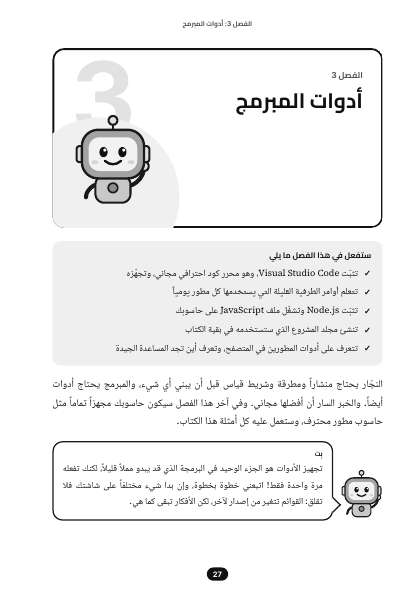 الفصل 3: أدوات المبرمج
3
الفصل 3
أدوات المبرمج
ستفعل في هذا الفصل ما يلي
✓ تثبّت Visual Studio Code، وهو محرر كود احترافي مجاني، وتجهّزه
✓ تتعلم أوامر الطرفية القليلة التي يستخدمها كل مطور يومياً
✓ تثبّت Node.js وتشغّل ملف JavaScript على حاسوبك
✓ تنشئ مجلد المشروع الذي ستستخدمه في بقية الكتاب
✓ تتعرف على أدوات المطورين في المتصفح، وتعرف أين تجد المساعدة الجيدة
النجّار يحتاج منشاراً ومطرقة وشريط قياس قبل أن يبني أي شيء، والمبرمج يحتاج أدوات
أيضاً. والخبر السار أن أفضلها مجاني. وفي آخر هذا الفصل سيكون حاسوبك مجهزاً تماماً مثل
حاسوب مطور محترف، وستعمل عليه كل أمثلة هذا الكتاب.
بت
تجهيز الأدوات هو الجزء الوحيد في البرمجة الذي قد يبدو مملاً قليلاً، لكنك تفعله
مرة واحدة فقط! اتبعني خطوة بخطوة، وإن بدا شيء مختلفاً على شاشتك فلا
تقلق: القوائم تتغير من إصدار لآخر، لكن الأفكار تبقى كما هي.
27